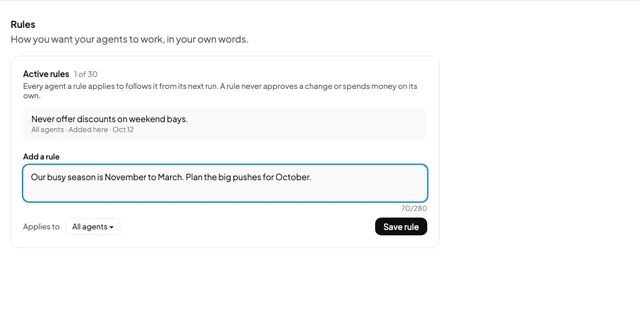 Rules
How you want your agents to work, in your own words.
Active rules 1 of 30
Every agent a rule applies to follows it from its next run. A rule never approves a change or spends money on its
own.
Never offer discounts on weekend bays.
All agents · Added here · Oct 12
Add a rule
Our busy season is November to March. Plan the big pushes for October.
70/280
Applies to All agents Save rule